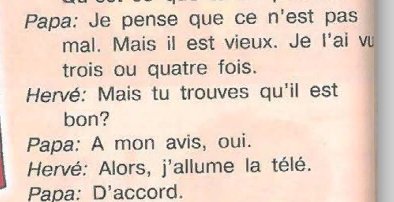 Papa: Je pense que ce n'est pas
mal. Mais il est vieux. Je l'ai vu
trois ou quatre fois.
Hervé: Mais tu trouves qu'il est
bon?
Papa: A mon avis, oui.
Hervé: Alors, j'allume la télé.
Papa: D'accord.